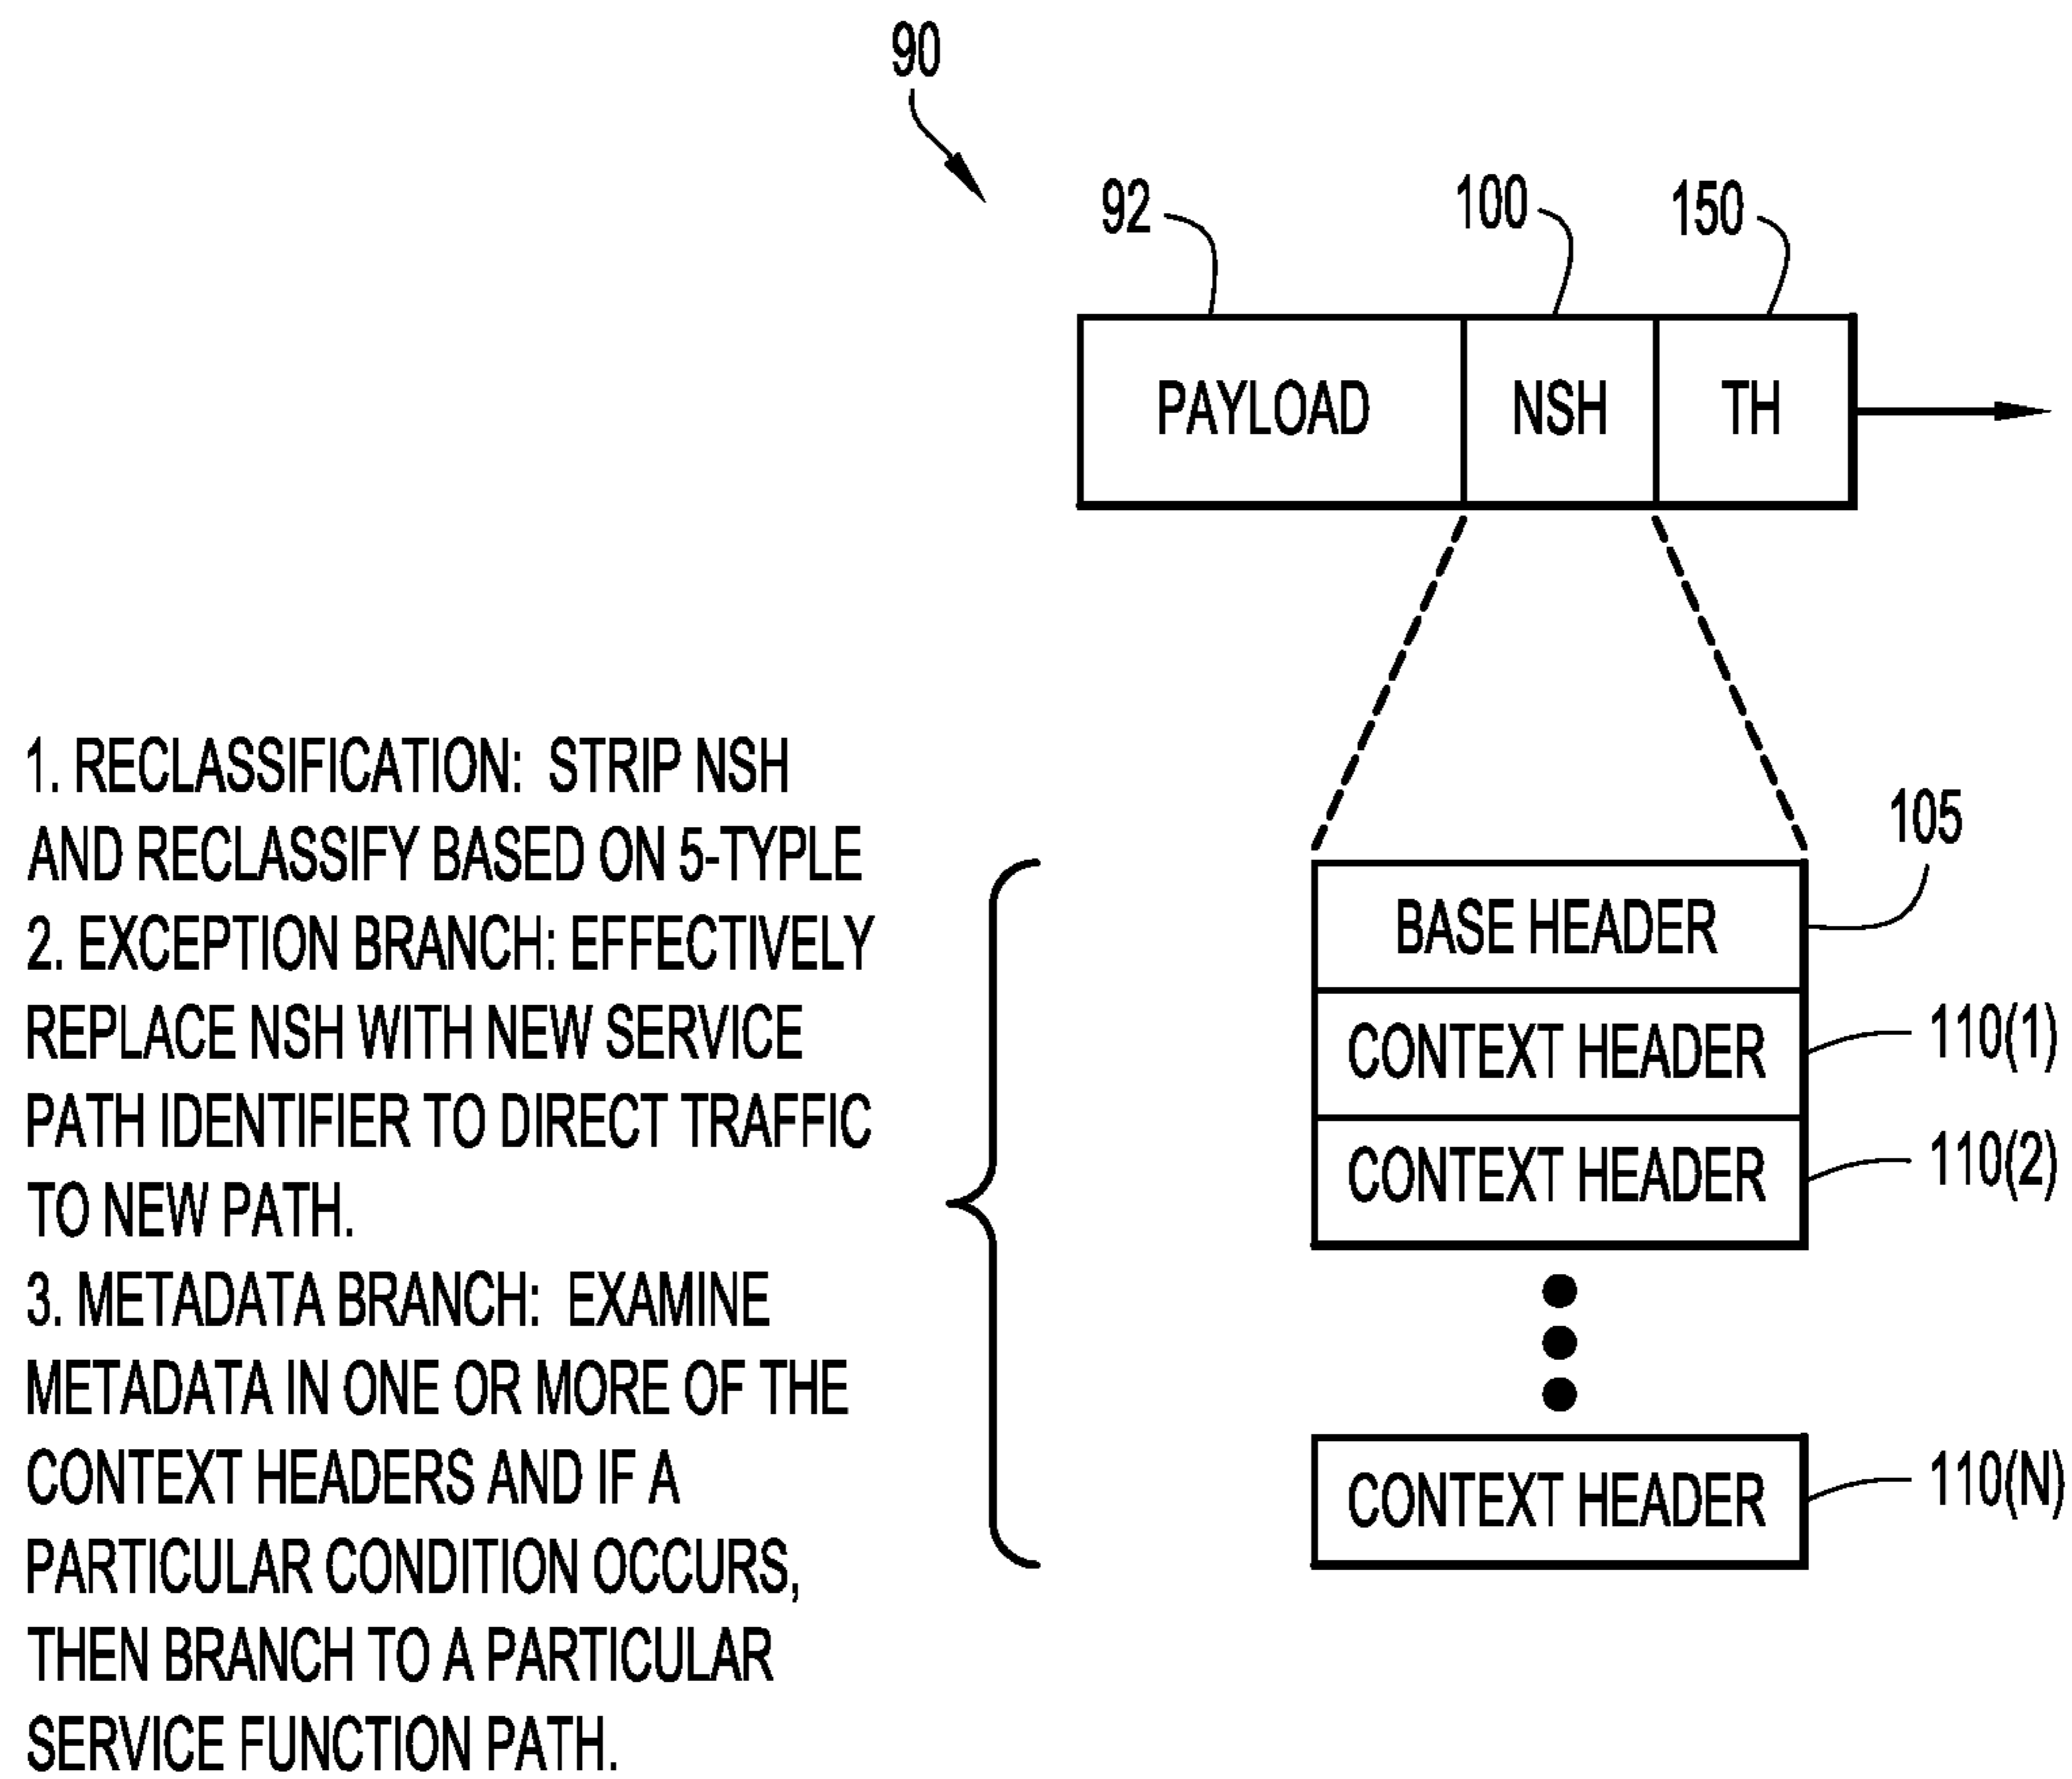 90
92
100
150
PAYLOAD
NSH
TH
1. RECLASSIFICATION: STRIP NSH
AND RECLASSIFY BASED ON 5-TYPLE
2. EXCEPTION BRANCH: EFFECTIVELY
REPLACE NSH WITH NEW SERVICE
PATH IDENTIFIER TO DIRECT TRAFFIC
TO NEW PATH.
3. METADATA BRANCH: EXAMINE
METADATA IN ONE OR MORE OF THE
CONTEXT HEADERS AND IF A
PARTICULAR CONDITION OCCURS,
THEN BRANCH TO A PARTICULAR
SERVICE FUNCTION PATH.
105
BASE HEADER
CONTEXT HEADER
110(1)
CONTEXT HEADER
110(2)
CONTEXT HEADER
110(N)